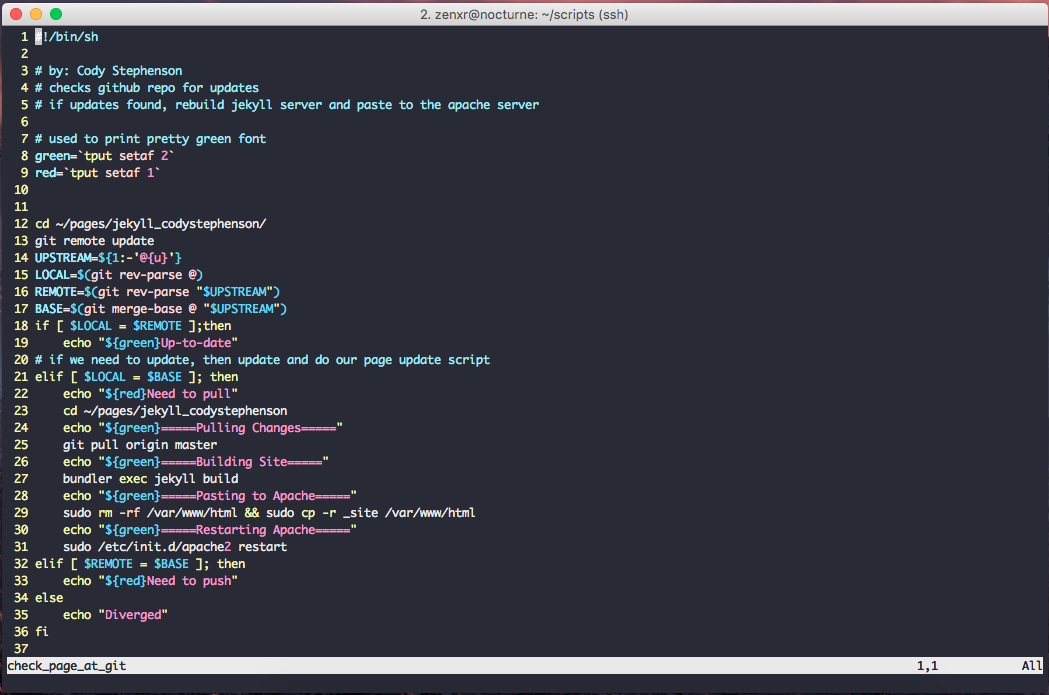 2. zenxr@nocturne: ~/scripts (ssh)
1 #!/bin/sh
2
3 # by: Cody Stephenson
4 # checks github repo for updates
5 # if updates found, rebuild jekyll server and paste to the apache server
6
7 # used to print pretty green font
8 green=`tput setaf 2`
9 red=`tput setaf 1`
10
11
12 cd ~/pages/jekyll_codystephenson/
13 git remote update
14 UPSTREAM=${1:-'@{u}'}
15 LOCAL=$(git rev-parse @)
16 REMOTE=$(git rev-parse "$UPSTREAM")
17 BASE=$(git merge-base @ "$UPSTREAM")
18 if [ $LOCAL = $REMOTE ];then
19     echo "${green}Up-to-date"
20 # if we need to update, then update and do our page update script
21 elif [ $LOCAL = $BASE ]; then
22     echo "${red}Need to pull"
23     cd ~/pages/jekyll_codystephenson
24     echo "${green}=====Pulling Changes====="
25     git pull origin master
26     echo "${green}=====Building Site====="
27     bundler exec jekyll build
28     echo "${green}=====Pasting to Apache====="
29     sudo rm -rf /var/www/html && sudo cp -r _site /var/www/html
30     echo "${green}=====Restarting Apache====="
31     sudo /etc/init.d/apache2 restart
32 elif [ $REMOTE = $BASE ]; then
33     echo "${red}Need to push"
34 else
35     echo "Diverged"
36 fi
37
check_page_at_git 1,1 All